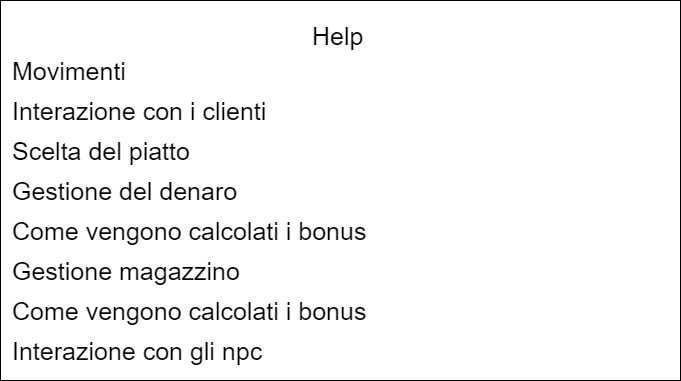 Help
Movimenti
Interazione con i clienti
Scelta del piatto
Gestione del denaro
Come vengono calcolati i bonus
Gestione magazzino
Come vengono calcolati i bonus
Interazione con gli npc